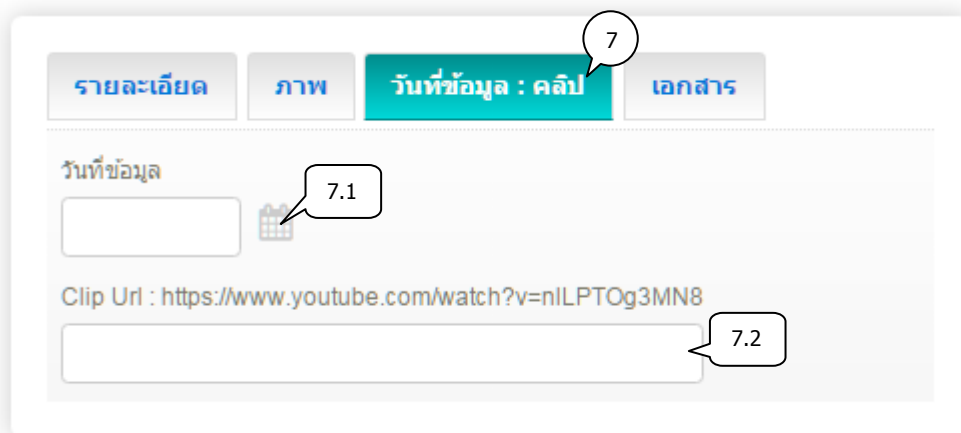 7
รายละเอียด ภาพ วันที่ข้อมูล : คลิป เอกสาร
วันที่ข้อมูล
7.1
Clip Url : https://www.youtube.com/watch?v=nILPTOg3MN8
7.2